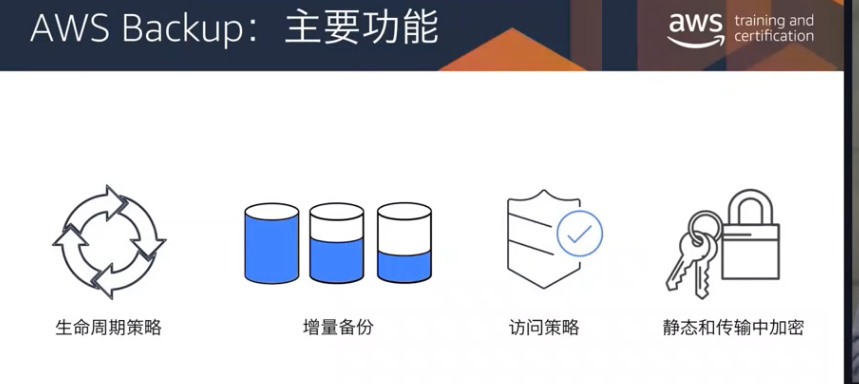 AWS Backup：主要功能
aws training and
certification
生命周期策略
增量备份
访问策略
静态和传输中加密